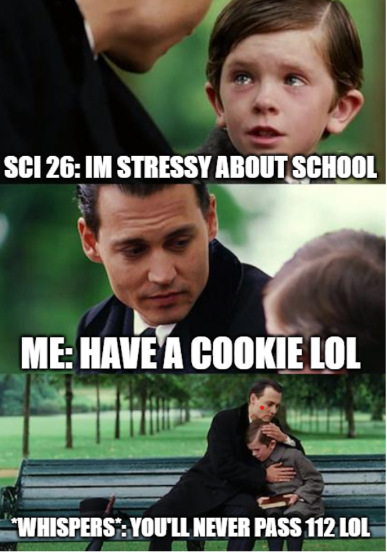 SCI 26: IM STRESSY ABOUT SCHOOL
ME: HAVE A COOKIE LOL
*WHISPERS*: YOU'LL NEVER PASS 112 LOL